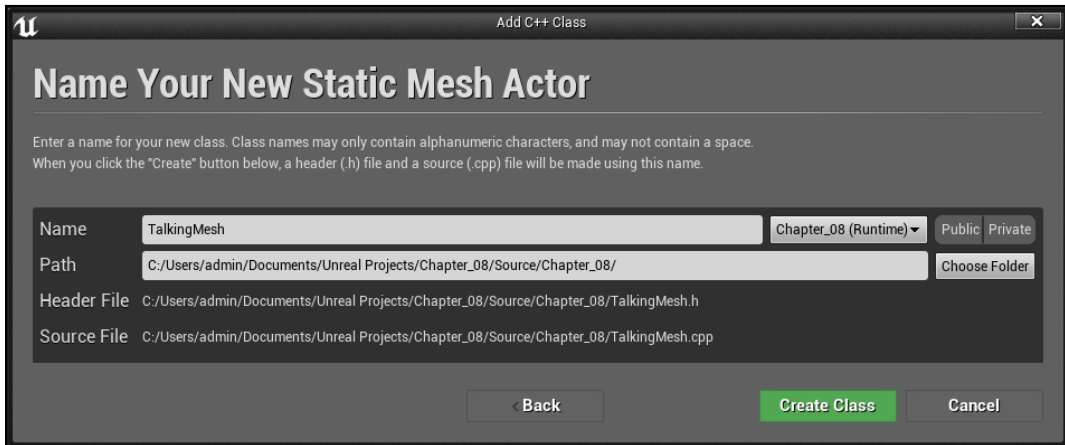 Add C++ Class
Name Your New Static Mesh Actor
Enter a name for your new class. Class names may only contain alphanumeric characters, and may not contain a space.
When you click the "Create" button below, a header (.h) file and a source (.cpp) file will be made using this name.
Name TalkingMesh Chapter_08 (Runtime) Public Private
Path C:/Users/admin/Documents/Unreal Projects/Chapter_08/Source/Chapter_08/ Choose Folder
Header File C:/Users/admin/Documents/Unreal Projects/Chapter_08/Source/Chapter_08/TalkingMesh.h
Source File C:/Users/admin/Documents/Unreal Projects/Chapter_08/Source/Chapter_08/TalkingMesh.cpp
Back Create Class Cancel